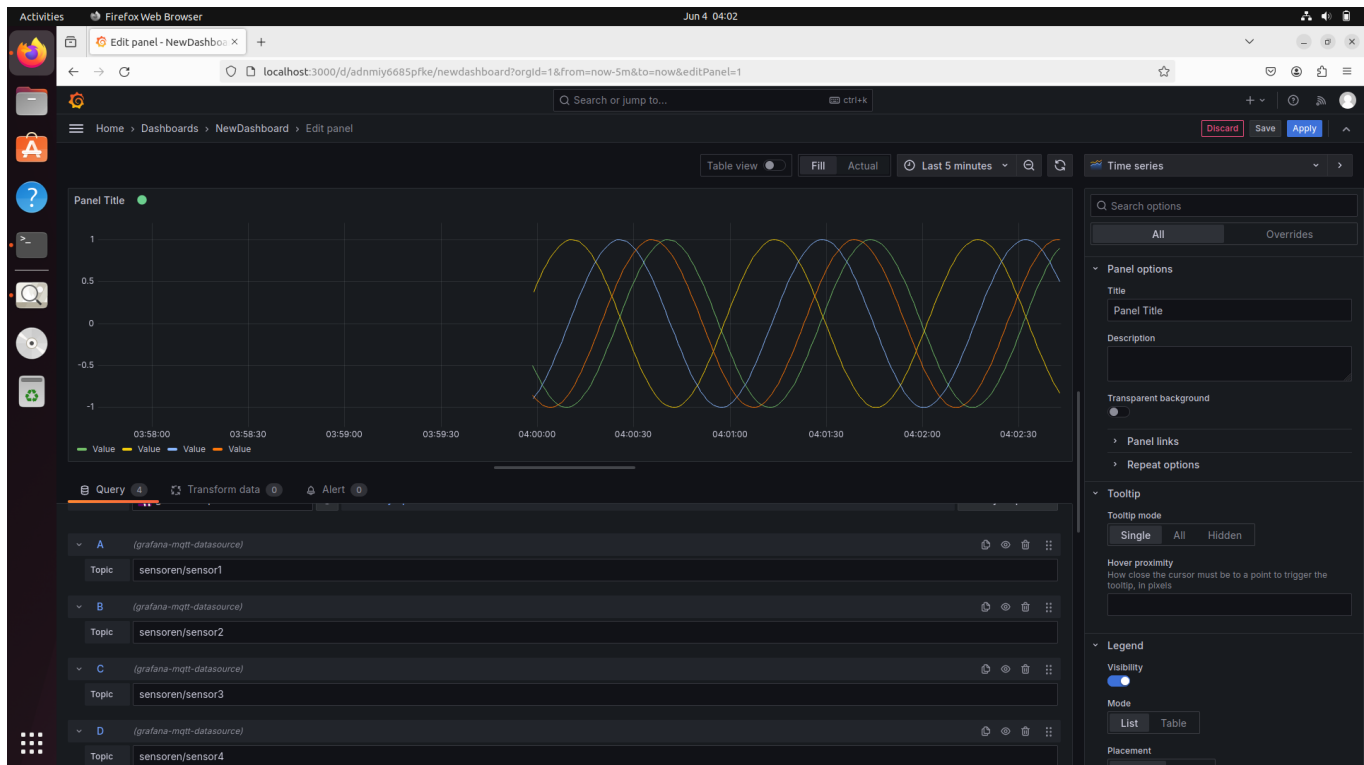 Activities Firefox Web Browser Jun 4 04:02
Edit panel - NewDashboa
localhost:3000/d/adnmiy6685pfke/newdashboard?orgId=1&from=now-5m&to=now&editPanel=1
Search or jump to... ctrl+k
Home › Dashboards › NewDashboard › Edit panel Discard Save Apply
Table view Fill Actual Last 5 minutes Time series
Panel Title
Search options
All Overrides
1
0.5
0
-0.5
-1
03:58:00 03:58:30 03:59:00 03:59:30 04:00:00 04:00:30 04:01:00 04:01:30 04:02:00 04:02:30
Value Value Value Value
Query 4 Transform data 0 Alert 0
A (grafana-mqtt-datasource)
Topic sensoren/sensor1
B (grafana-mqtt-datasource)
Topic sensoren/sensor2
C (grafana-mqtt-datasource)
Topic sensoren/sensor3
D (grafana-mqtt-datasource)
Topic sensoren/sensor4
Panel options
Title
Panel Title
Description
Transparent background
Panel links
Repeat options
Tooltip
Tooltip mode
Single All Hidden
Hover proximity
How close the cursor must be to a point to trigger the
tooltip, in pixels
Legend
Visibility
Mode
List Table
Placement